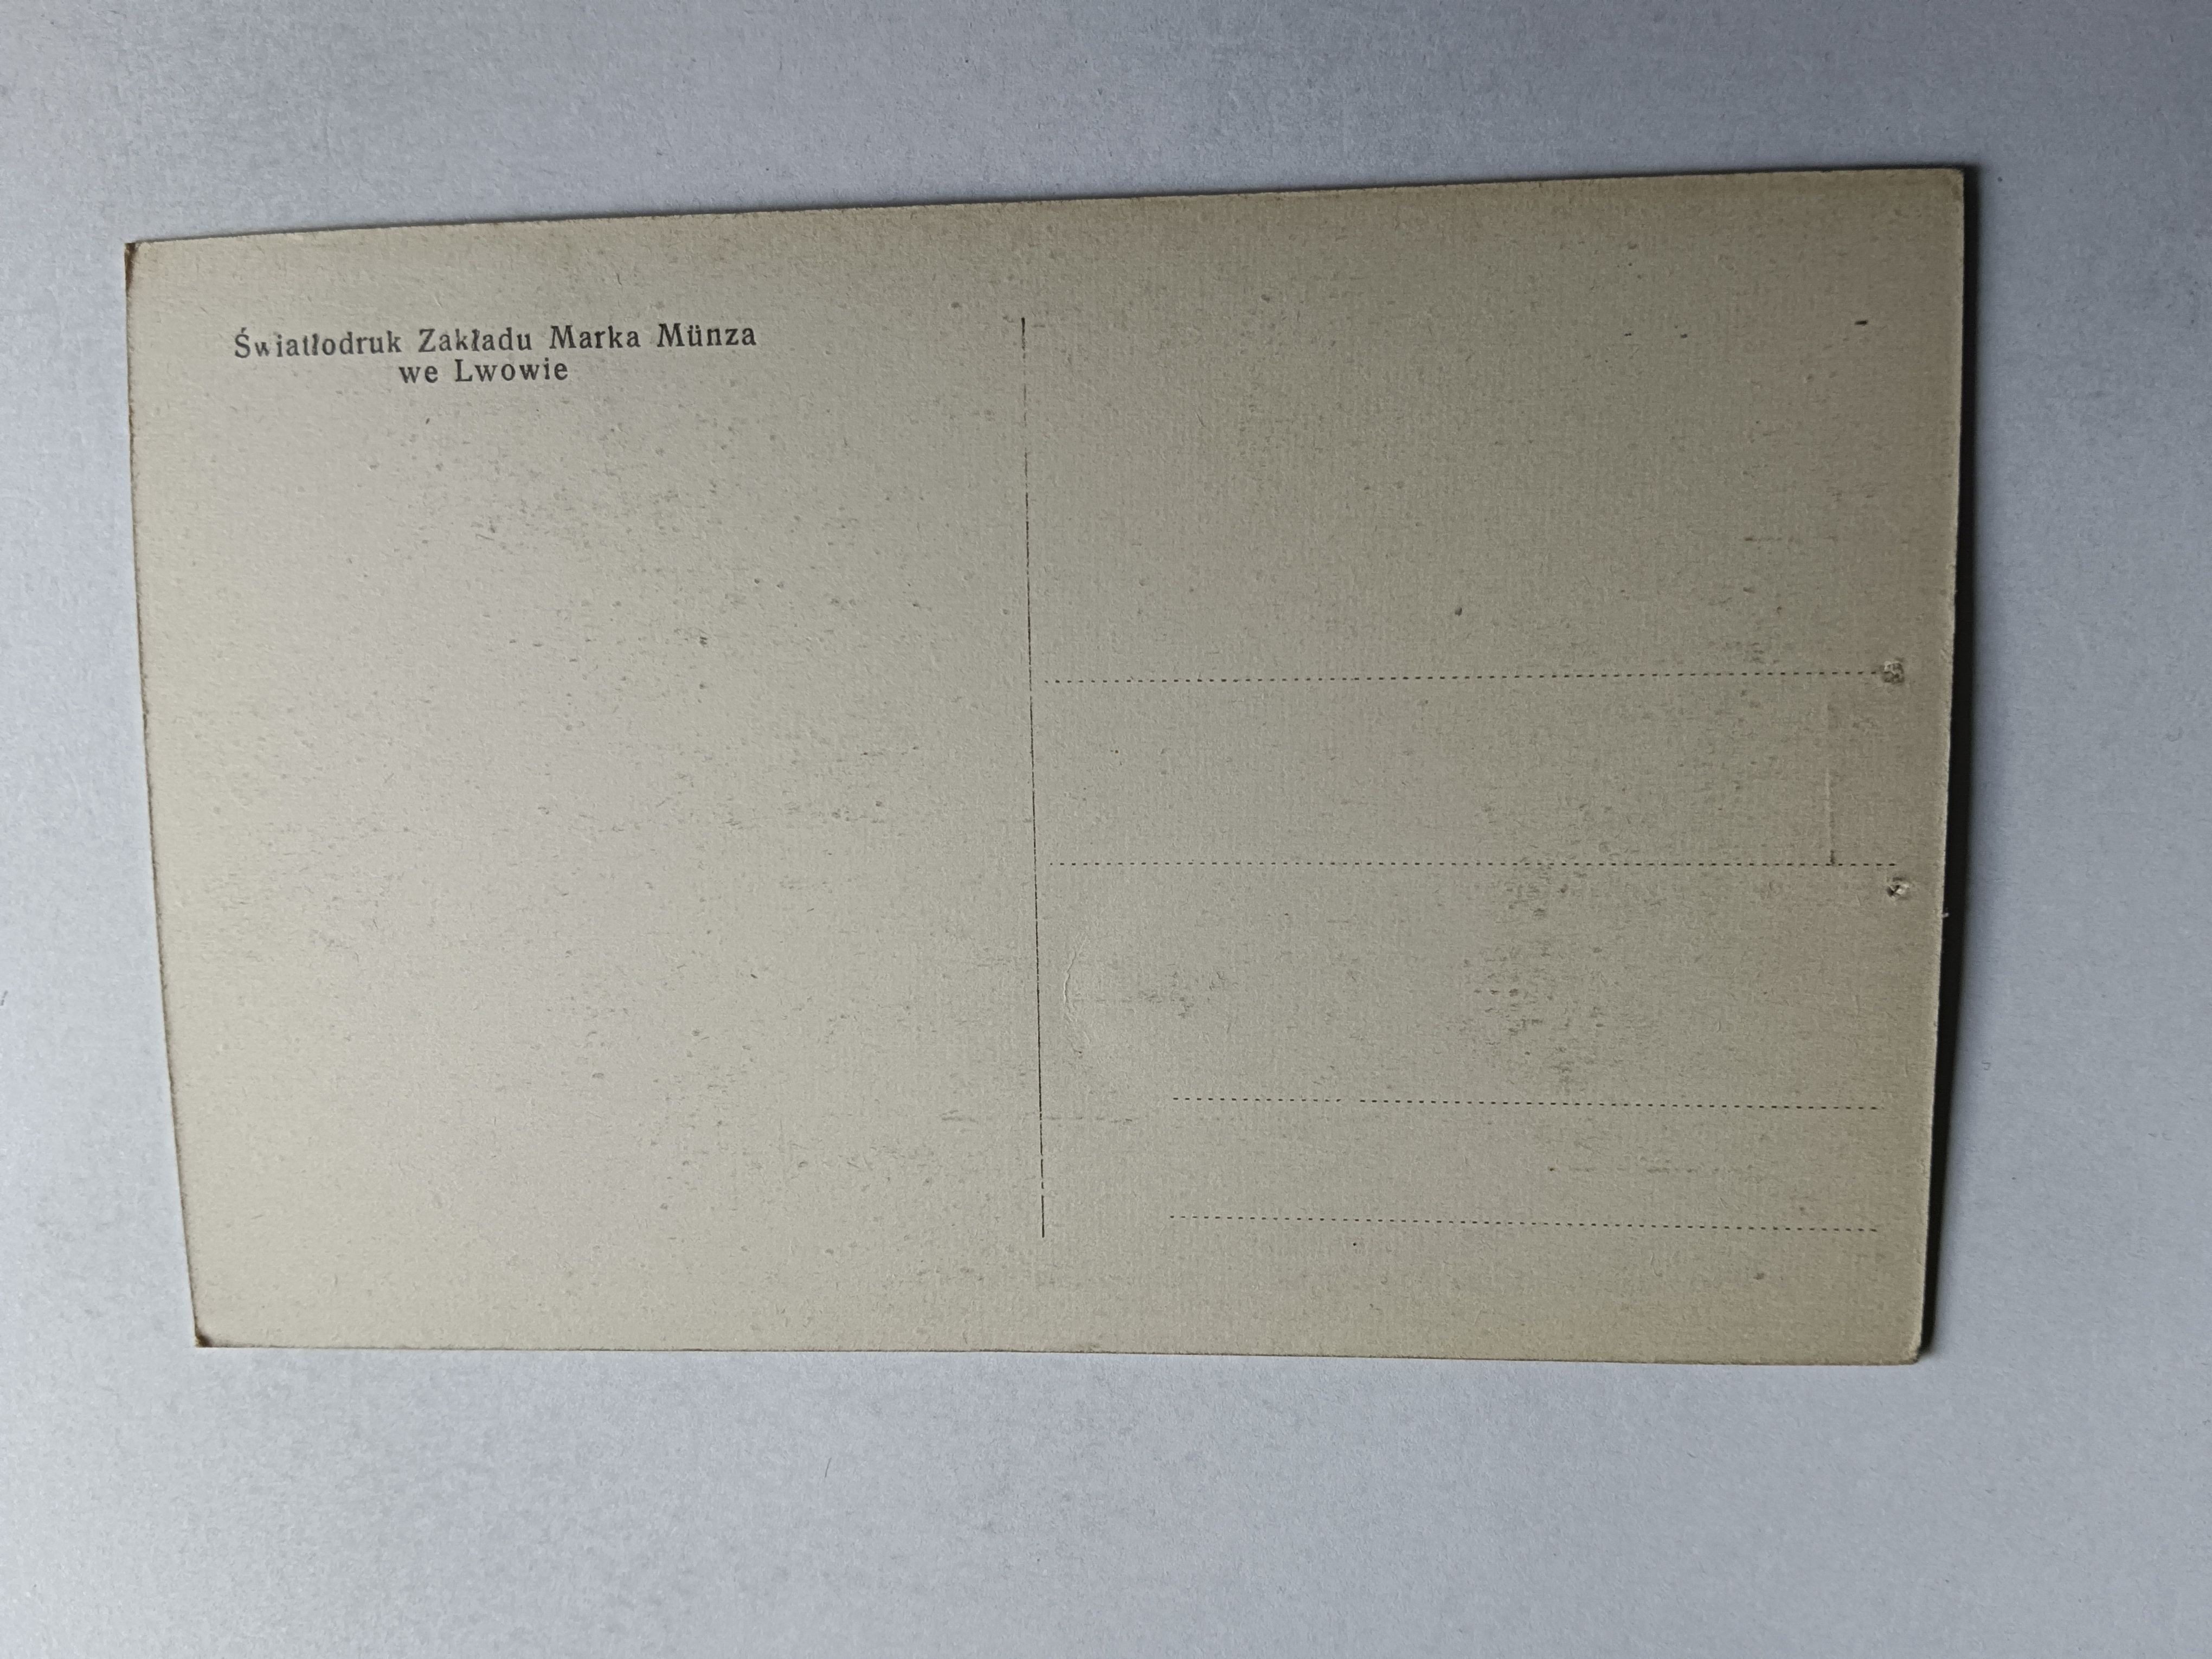 Światłodruk Zakładu Marka Münza
we Lwowie